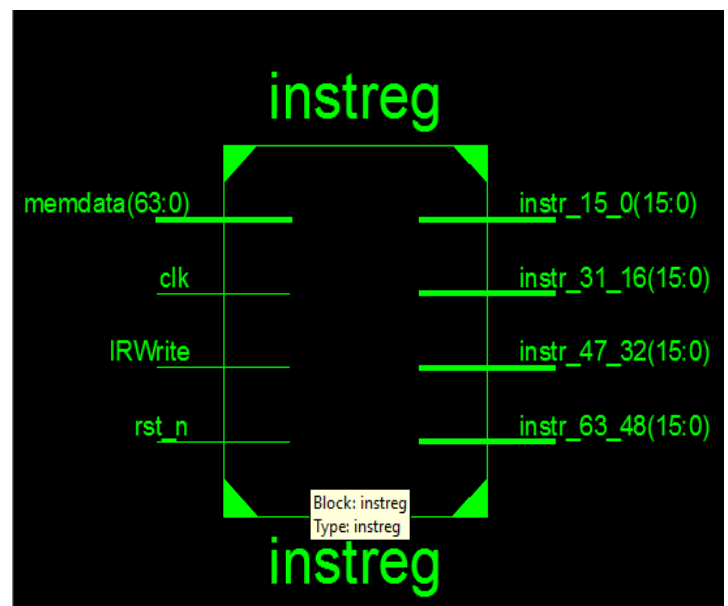 instreg
memdata(63:0)
instr_15_0(15:0)
clk
instr_31_16(15:0)
IRWrite
instr_47_32(15:0)
rst_n
instr_63_48(15:0)
Block: instreg
Type: instreg
instreg